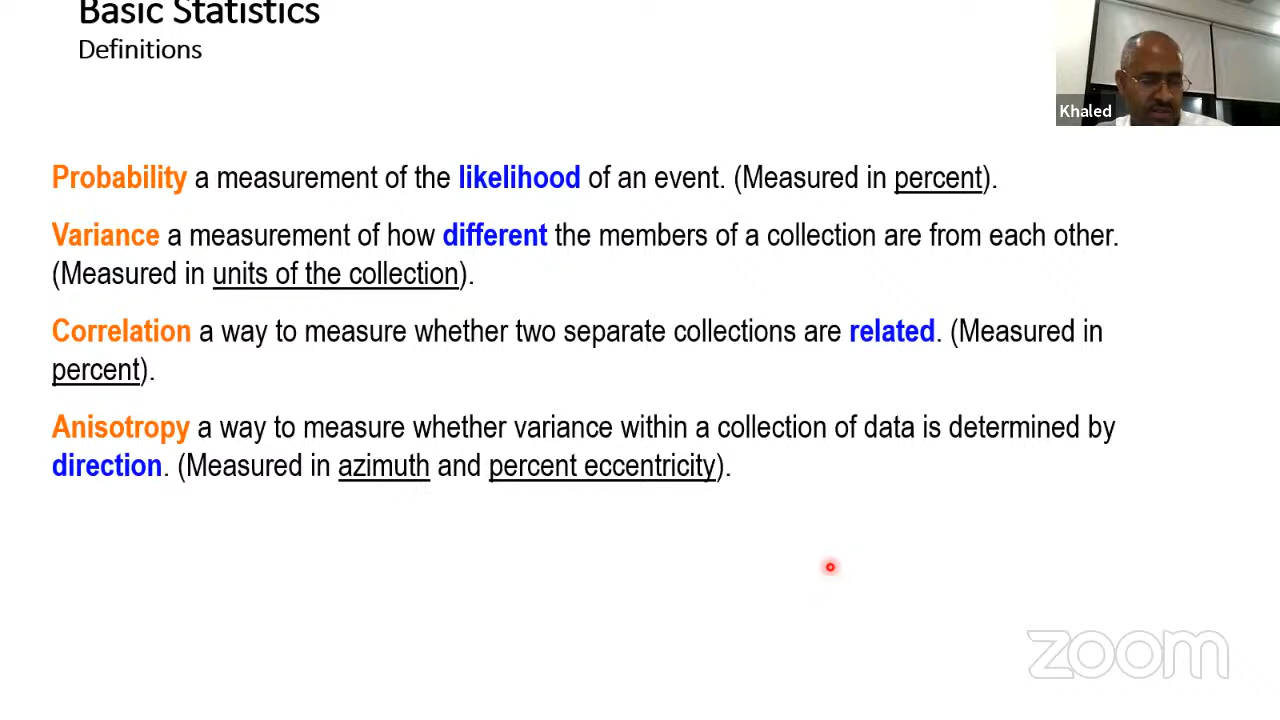 Basic Statistics
Definitions
Khaled
Probability a measurement of the likelihood of an event. (Measured in percent).
Variance a measurement of how different the members of a collection are from each other.
(Measured in units of the collection).
Correlation a way to measure whether two separate collections are related. (Measured in
percent).
Anisotropy a way to measure whether variance within a collection of data is determined by
direction. (Measured in azimuth and percent eccentricity).
zoom